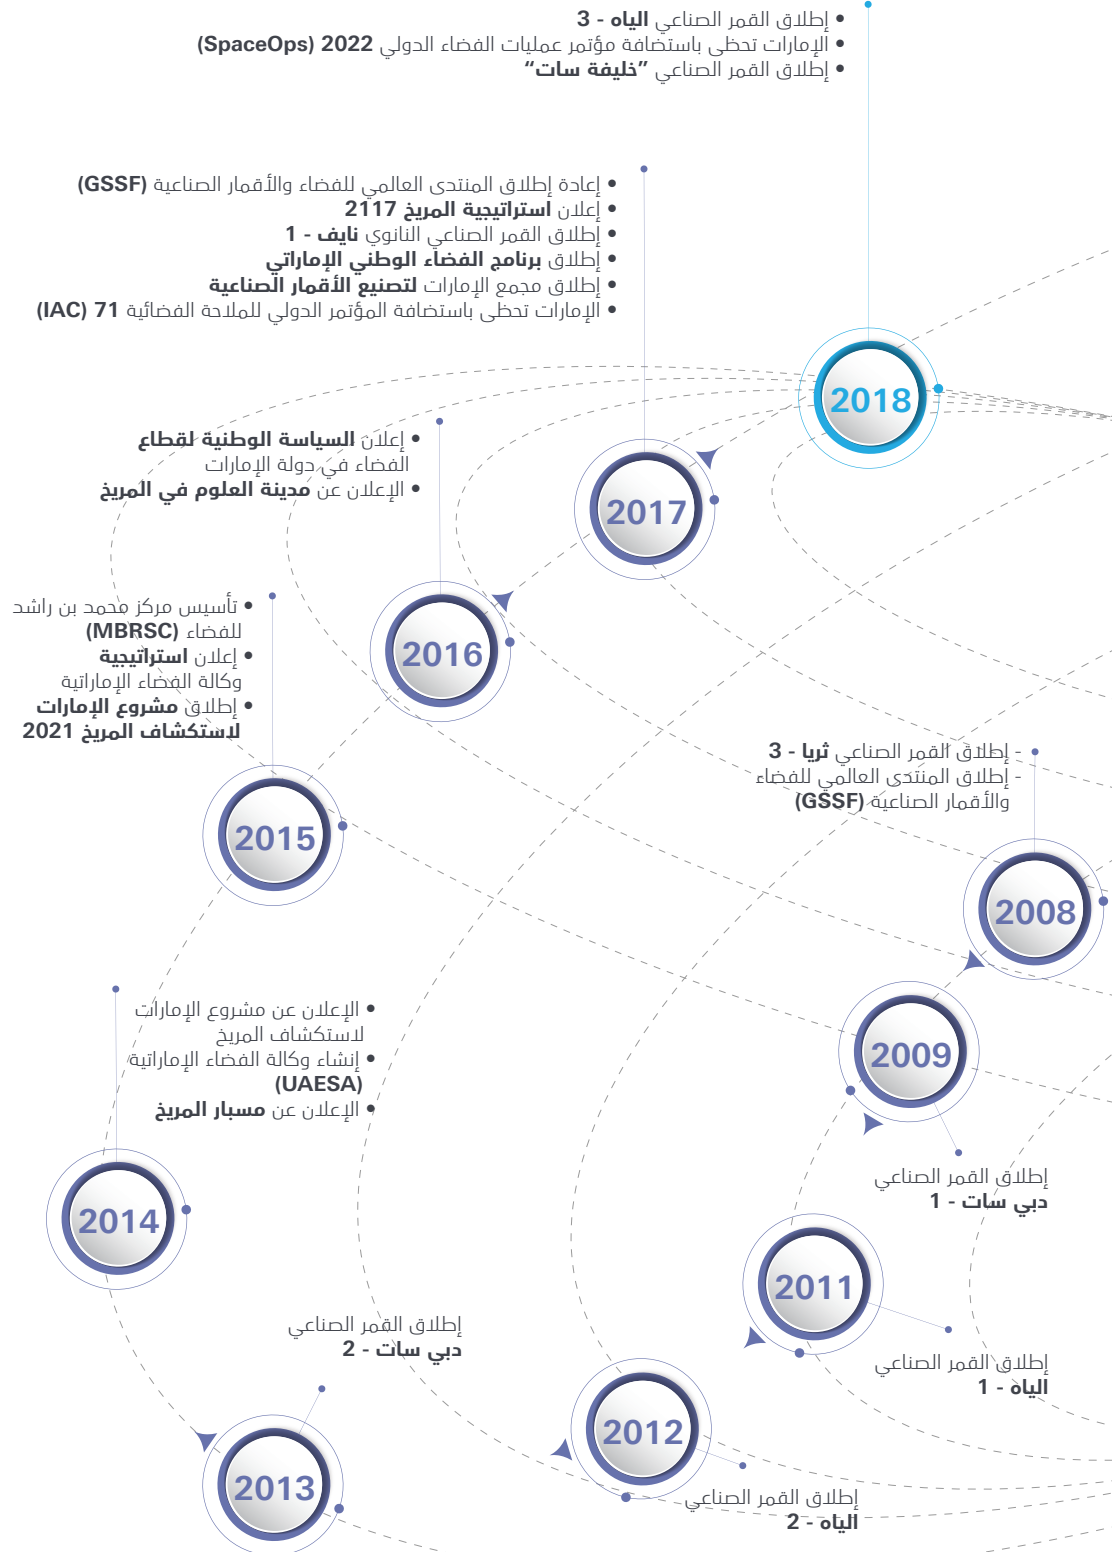 • إطلاق القمر الصناعي الياه - 3
• الإمارات تحظى باستضافة مؤتمر عمليات الفضاء الدولي 2022 (SpaceOps)
• إطلاق القمر الصناعي ”خليفة سات“
2018
• إعادة إطلاق المنتدى العالمي للفضاء والأقمار الصناعية (GSSF)
• إعلان استراتيجية المريخ 2117
• إطلاق القمر الصناعي النانوي نايف - 1
• إطلاق برنامج الفضاء الوطني الإماراتي
• إطلاق مجمع الإمارات لتصنيع الأقمار الصناعية
• الإمارات تحظى باستضافة المؤتمر الدولي للملاحة الفضائية 71 (IAC)
2017
• إعلان السياسة الوطنية لقطاع
الفضاء في دولة الإمارات
• الإعلان عن مدينة العلوم في المريخ
2016
• تأسيس مركز محمد بن راشد
للفضاء (MBRSC)
• إعلان استراتيجية
وكالة الفضاء الإماراتية
• إطلاق مشروع الإمارات
لاستكشاف المريخ 2021
2015
- إطلاق القمر الصناعي ثريا - 3
- إطلاق المنتدى العالمي للفضاء
والأقمار الصناعية (GSSF)
2008
• الإعلان عن مشروع الإمارات
لاستكشاف المريخ
• إنشاء وكالة الفضاء الإماراتية
(UAESA)
• الإعلان عن مسبار المريخ
2014
2009
إطلاق القمر الصناعي
دبي سات - 1
2011
إطلاق القمر الصناعي
الياه - 1
إطلاق القمر الصناعي
دبي سات - 2
2013
2012
إطلاق القمر الصناعي
الياه - 2